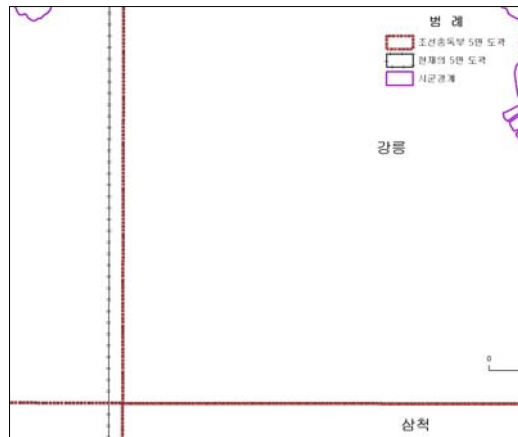 범 례
조선총독부 5만 도곽
현재의 5만 도곽
시군경계
강릉
0
삼척